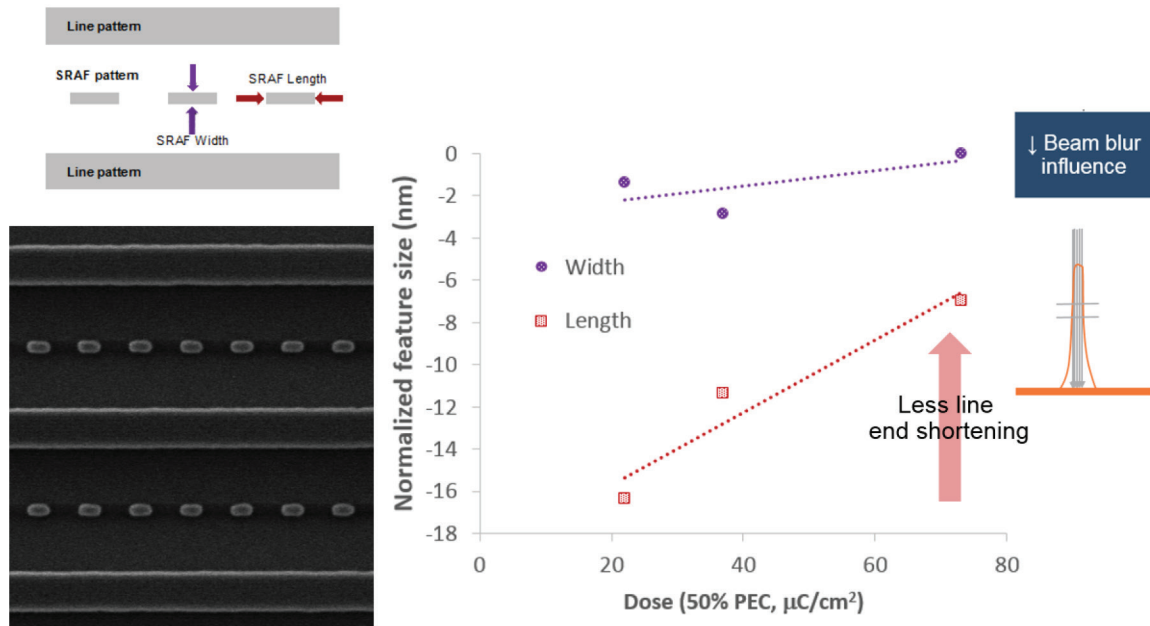 Line pattern
SRAF pattern
SRAF Length
SRAF Width
Line pattern
↓ Beam blur
influence
Normalized feature size (nm)
0
-2
-4
-6
-8
-10
-12
-14
-16
-18
Width
Length
Less line
end shortening
0
20
40
60
80
Dose (50% PEC, μC/cm²)